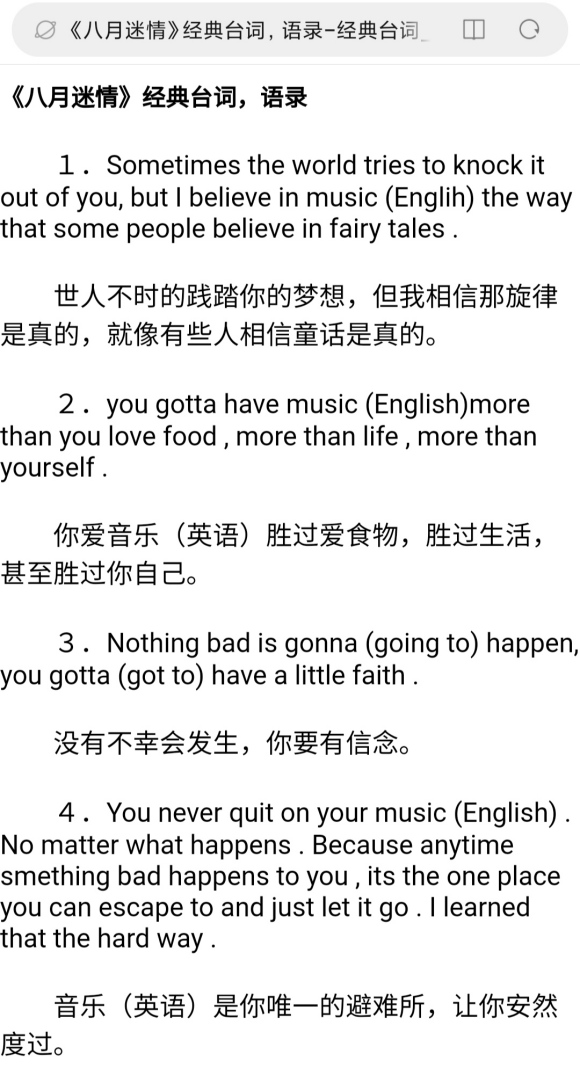 《八月迷情》经典台词，语录-经典台词_
《八月迷情》经典台词，语录
１．Sometimes the world tries to knock it
out of you, but I believe in music (Englih) the way
that some people believe in fairy tales .
世人不时的践踏你的梦想，但我相信那旋律
是真的，就像有些人相信童话是真的。
２．you gotta have music (English)more
than you love food , more than life , more than
yourself .
你爱音乐（英语）胜过爱食物，胜过生活，
甚至胜过你自己。
３．Nothing bad is gonna (going to) happen,
you gotta (got to) have a little faith .
没有不幸会发生，你要有信念。
４．You never quit on your music (English) .
No matter what happens . Because anytime
smething bad happens to you , its the one place
you can escape to and just let it go . I learned
that the hard way .
音乐（英语）是你唯一的避难所，让你安然
度过。